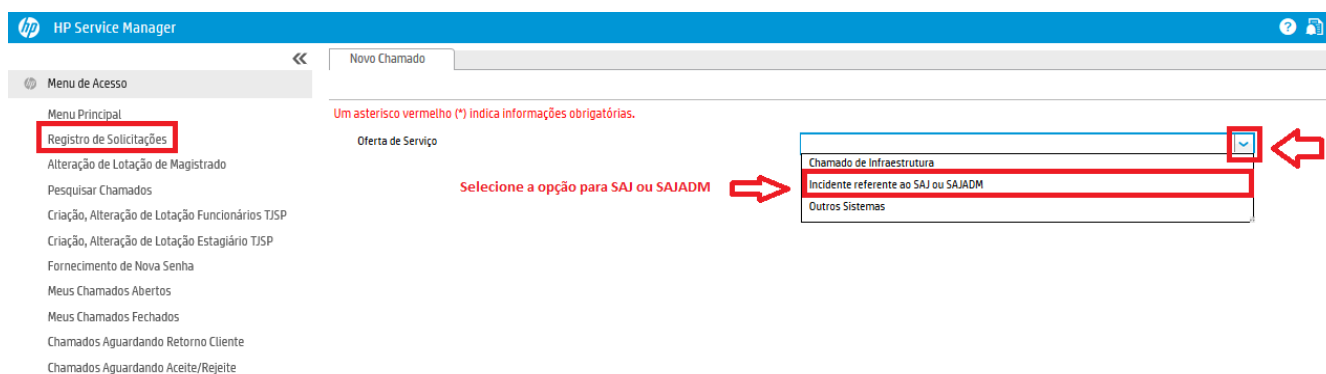 hp HP Service Manager
Novo Chamado
Menu de Acesso
Menu Principal
Um asterisco vermelho (*) indica informações obrigatórias.
Registro de Solicitações
Oferta de Serviço
Alteração de Lotação de Magistrado
Chamado de Infraestrutura
Pesquisar Chamados
Selecione a opção para SAJ ou SAJADM
Incidente referente ao SAJ ou SAJADM
Criação, Alteração de Lotação Funcionários TJSP
Outros Sistemas
Criação, Alteração de Lotação Estagiário TJSP
Fornecimento de Nova Senha
Meus Chamados Abertos
Meus Chamados Fechados
Chamados Aguardando Retorno Cliente
Chamados Aguardando Aceite/Rejeite